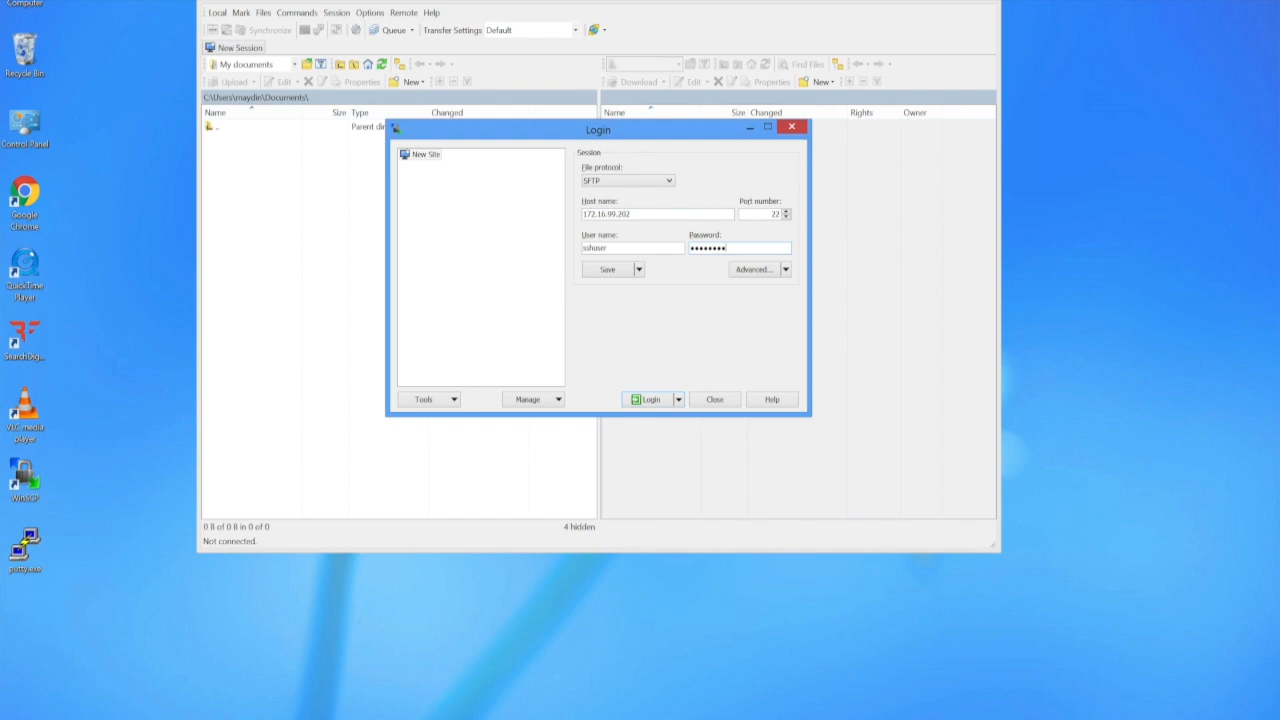 Computer
Local Mark Files Commands Session Options Remote Help
Synchronize Queue Transfer Settings Default
New Session
Recycle Bin
My documents Find Files
Upload Edit Properties New Download Edit Properties New
C:\Users\maydin\Documents\
Name Size Type Changed Name Size Changed Rights Owner
.. Parent dir
Control Panel
Login
New Site
Session
File protocol:
SFTP
Host name: Port number:
172.16.99.202 22
User name: Password:
sshuser ••••••••
Save Advanced...
Google
Chrome
QuickTime
Player
SearchDig...
VLC media
player
WinSCP
putty.exe
Tools Manage Login Close Help
0 B of 0 B in 0 of 0 4 hidden
Not connected.